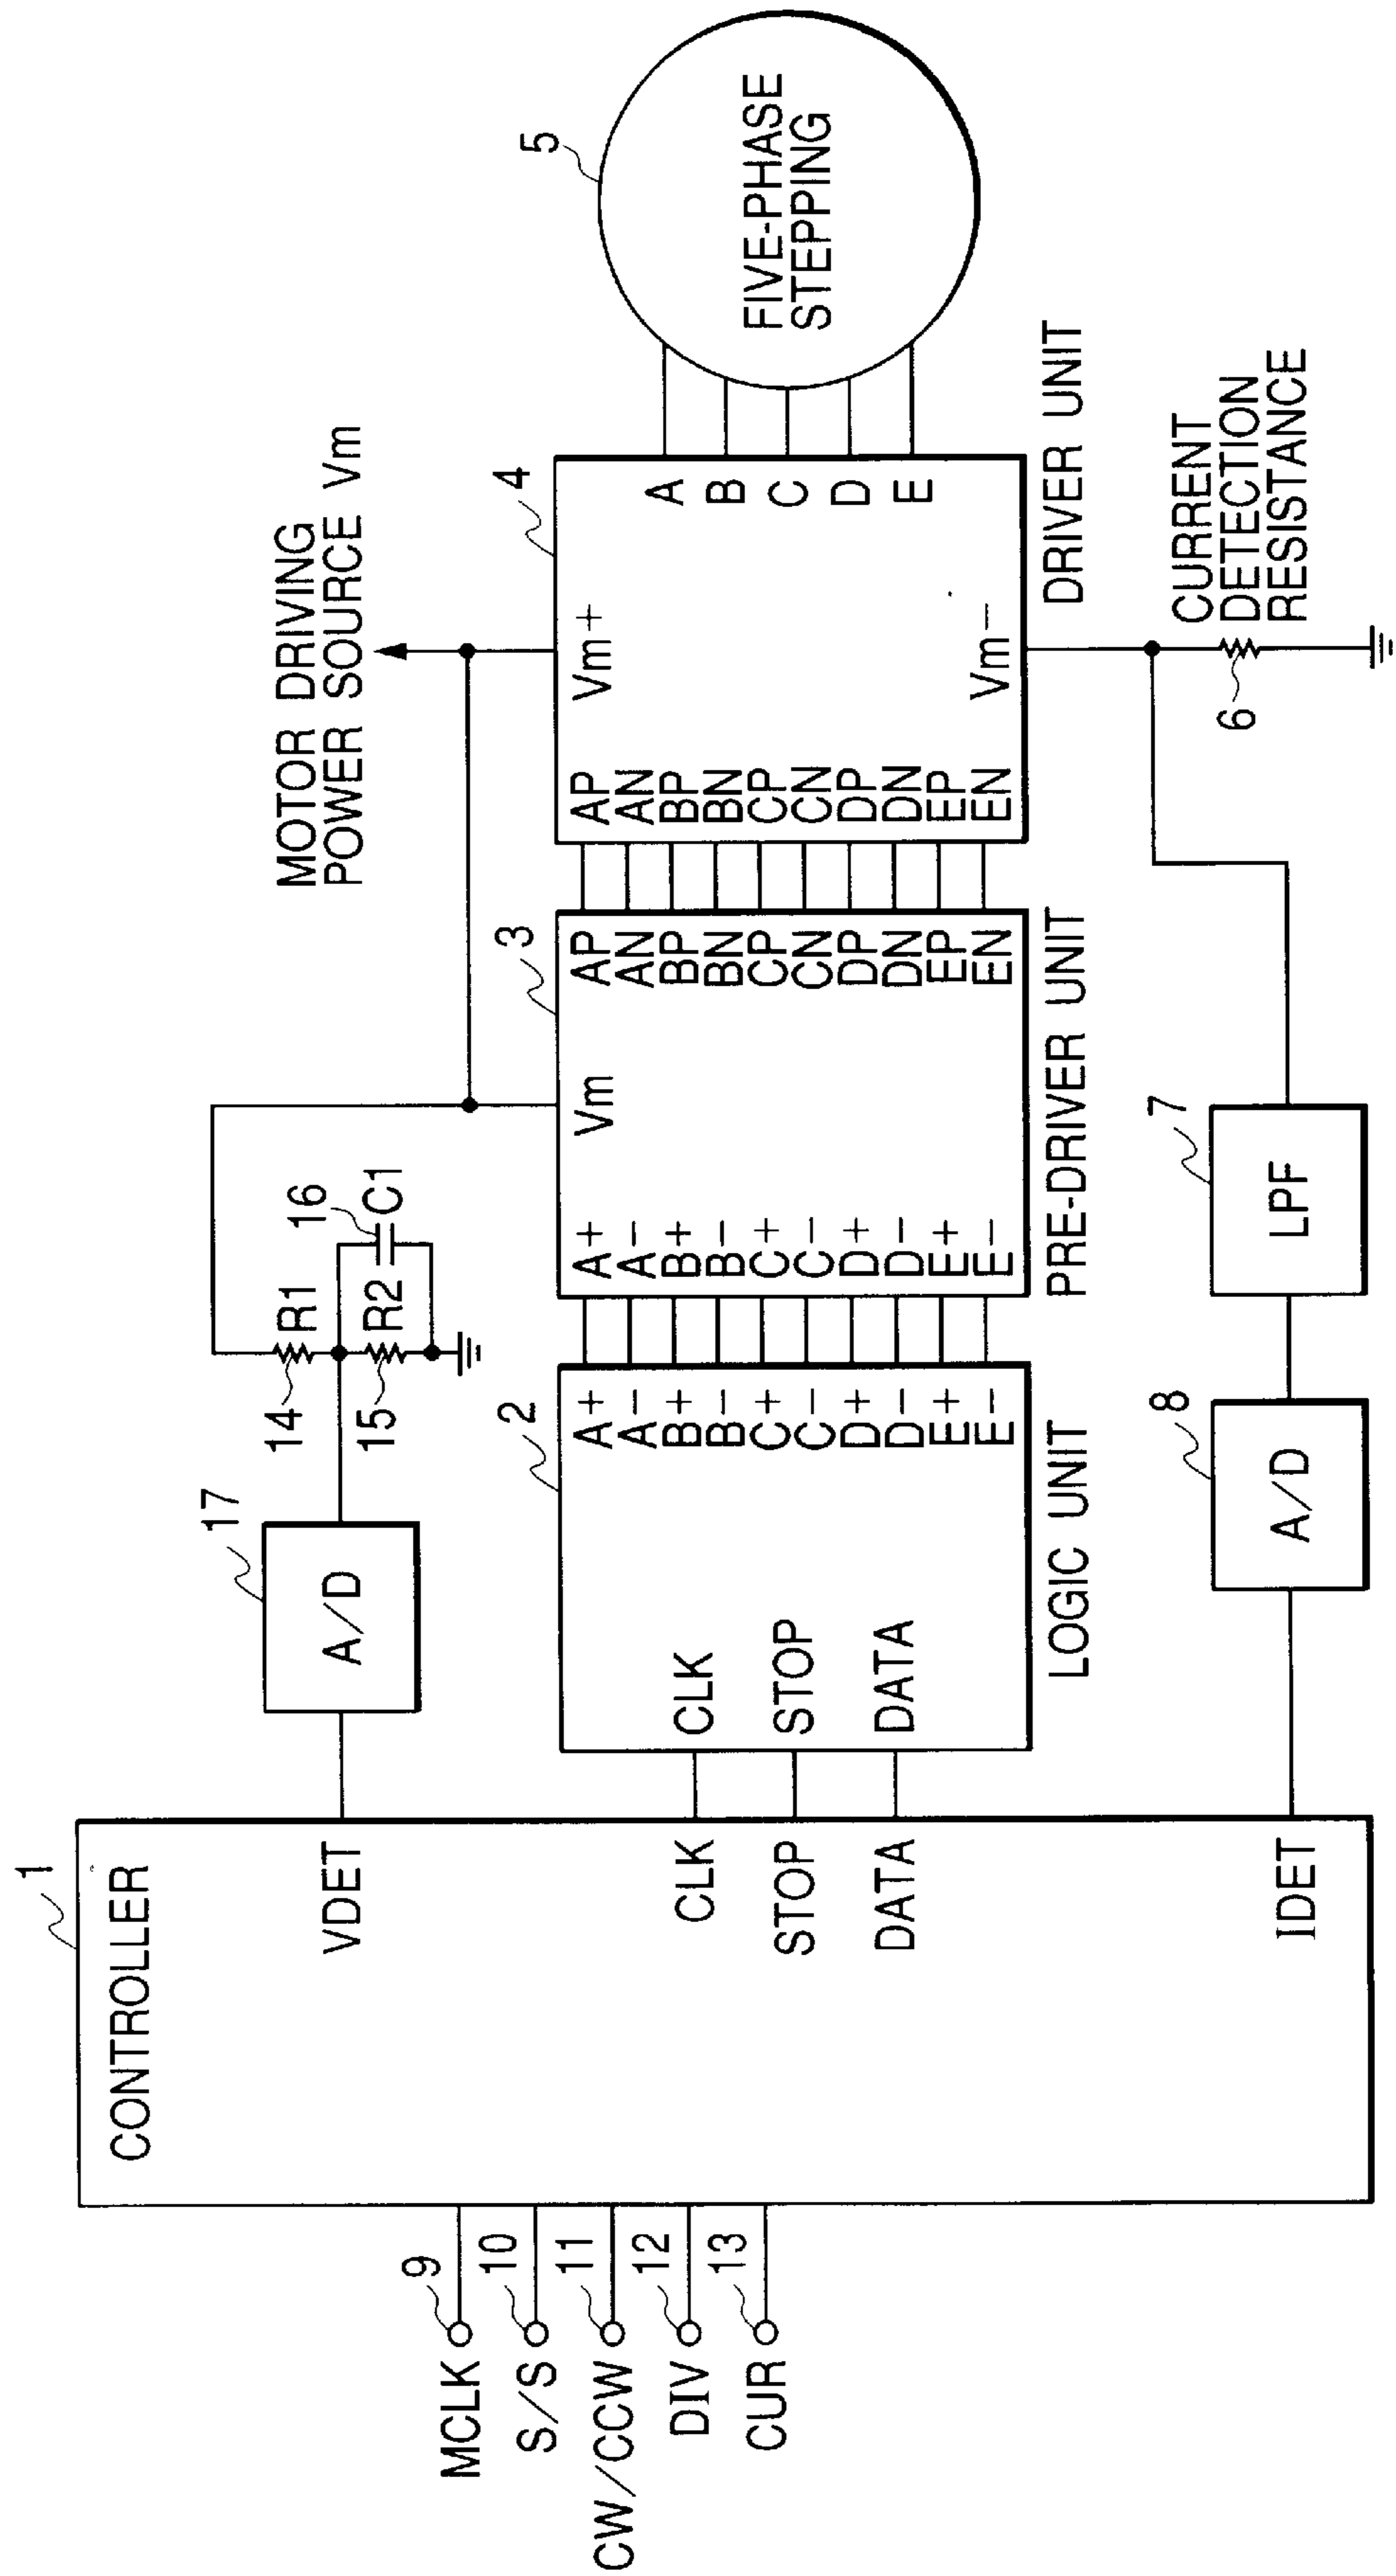 CONTROLLER
1
MCLK
9
S/S
10
CW/CCW
11
DIV
12
CUR
13
VDET
CLK
STOP
DATA
IDET
17
A/D
14
R1
15
R2
16
C1
2
CLK
STOP
DATA
A+
A-
B+
B-
C+
C-
D+
D-
E+
E-
LOGIC UNIT
3
Vm
A+
A-
B+
B-
C+
C-
D+
D-
E+
E-
AP
AN
BP
BN
CP
CN
DP
DN
EP
EN
PRE-DRIVER UNIT
MOTOR DRIVING
POWER SOURCE Vm
4
Vm+
AP
AN
BP
BN
CP
CN
DP
DN
EP
EN
A
B
C
D
E
Vm-
DRIVER UNIT
5
FIVE-PHASE
STEPPING
8
A/D
7
LPF
6
CURRENT
DETECTION
RESISTANCE